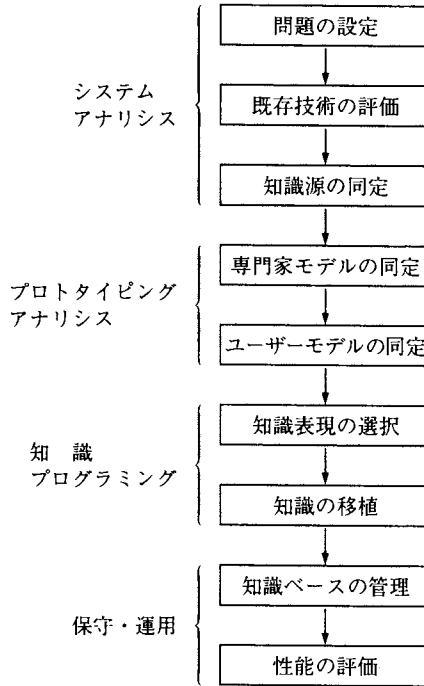 問題の設定
システム
アナリシス
既存技術の評価
知識源の同定
専門家モデルの同定
プロトタイピング
アナリシス
ユーザーモデルの同定
知識表現の選択
知　識
プログラミング
知識の移植
知識ベースの管理
保守・運用
性能の評価